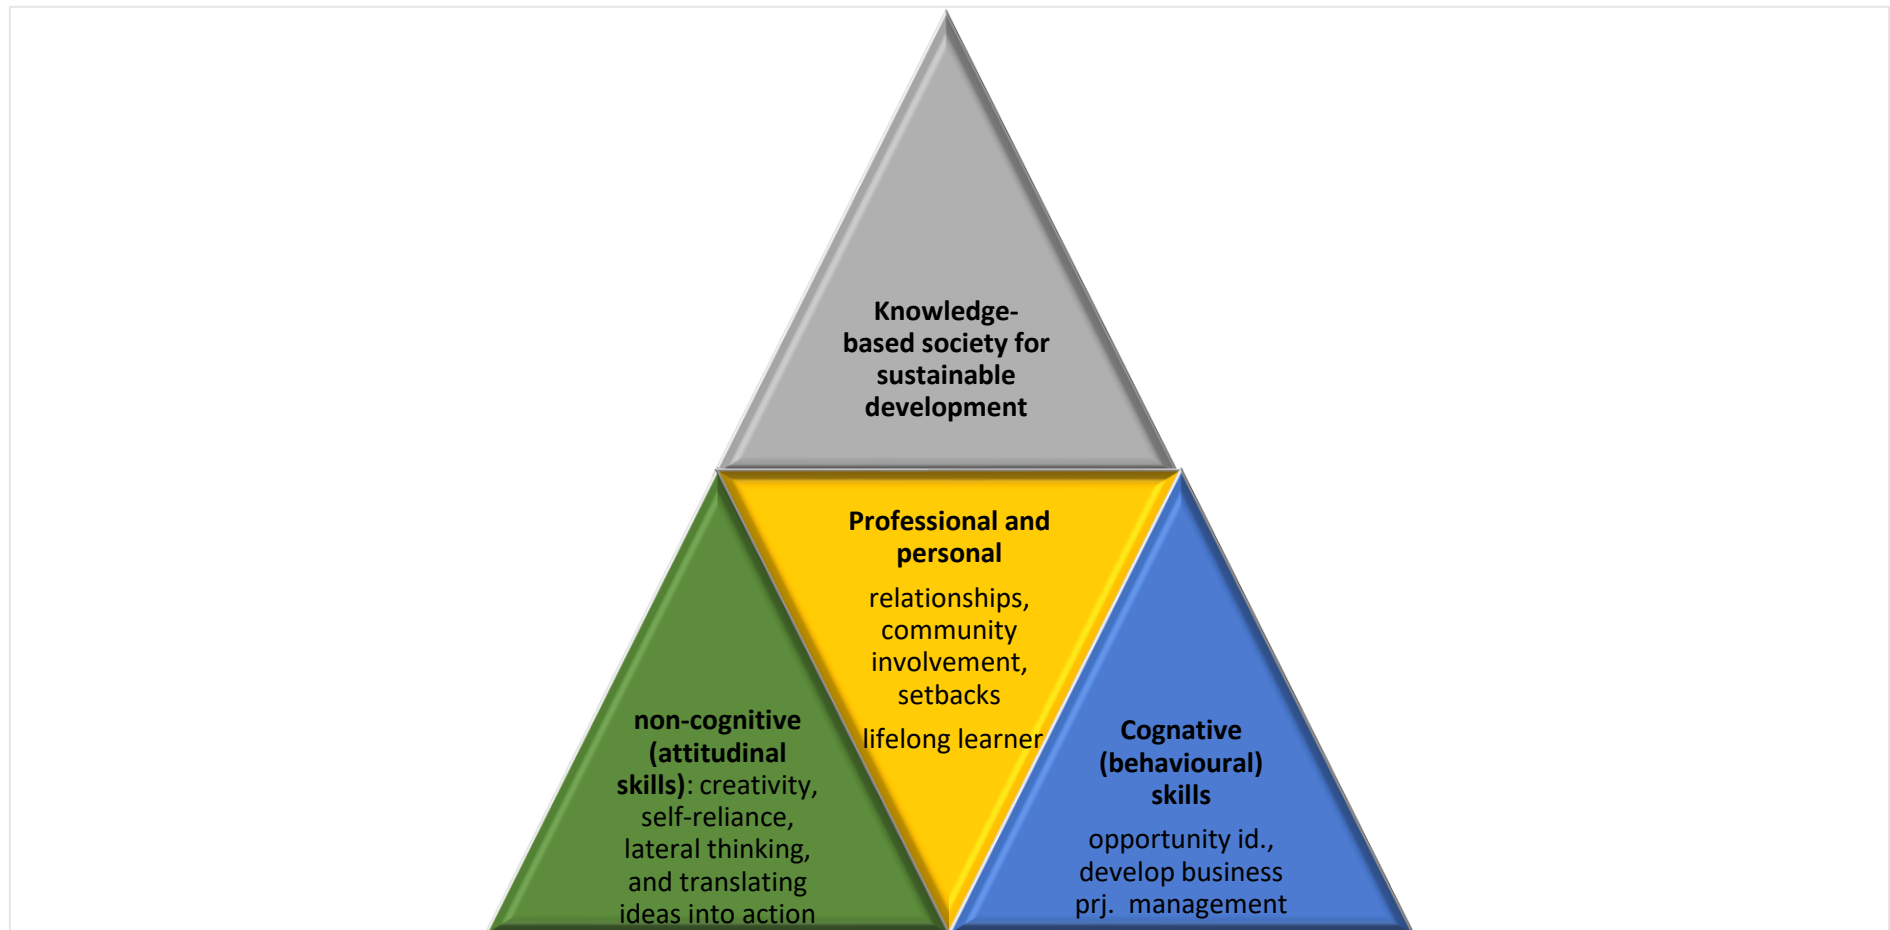 Knowledge-
based society for
sustainable
development
Professional and
personal
relationships,
community
involvement,
setbacks
lifelong learner
non-cognitive
(attitudinal
skills): creativity,
self-reliance,
lateral thinking,
and translating
ideas into action
Cognative
(behavioural)
skills
opportunity id.,
develop business
prj. management